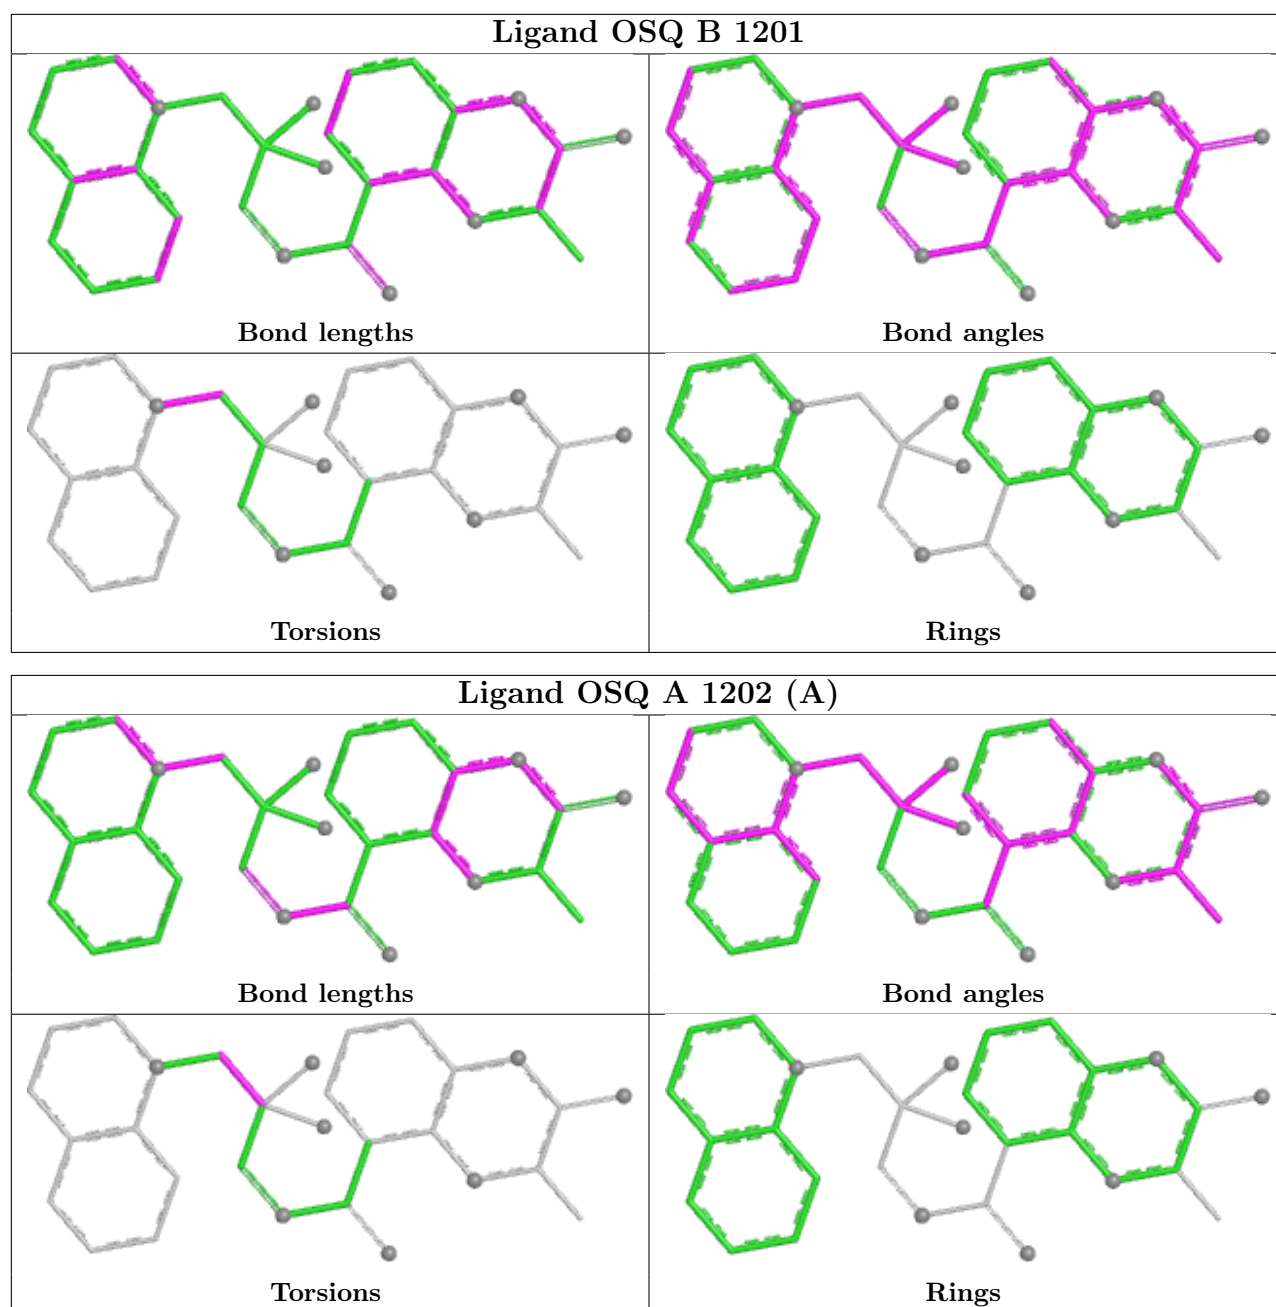 Ligand OSQ B 1201
Bond lengths
Bond angles
Torsions
Rings
Ligand OSQ A 1202 (A)
Bond lengths
Bond angles
Torsions
Rings